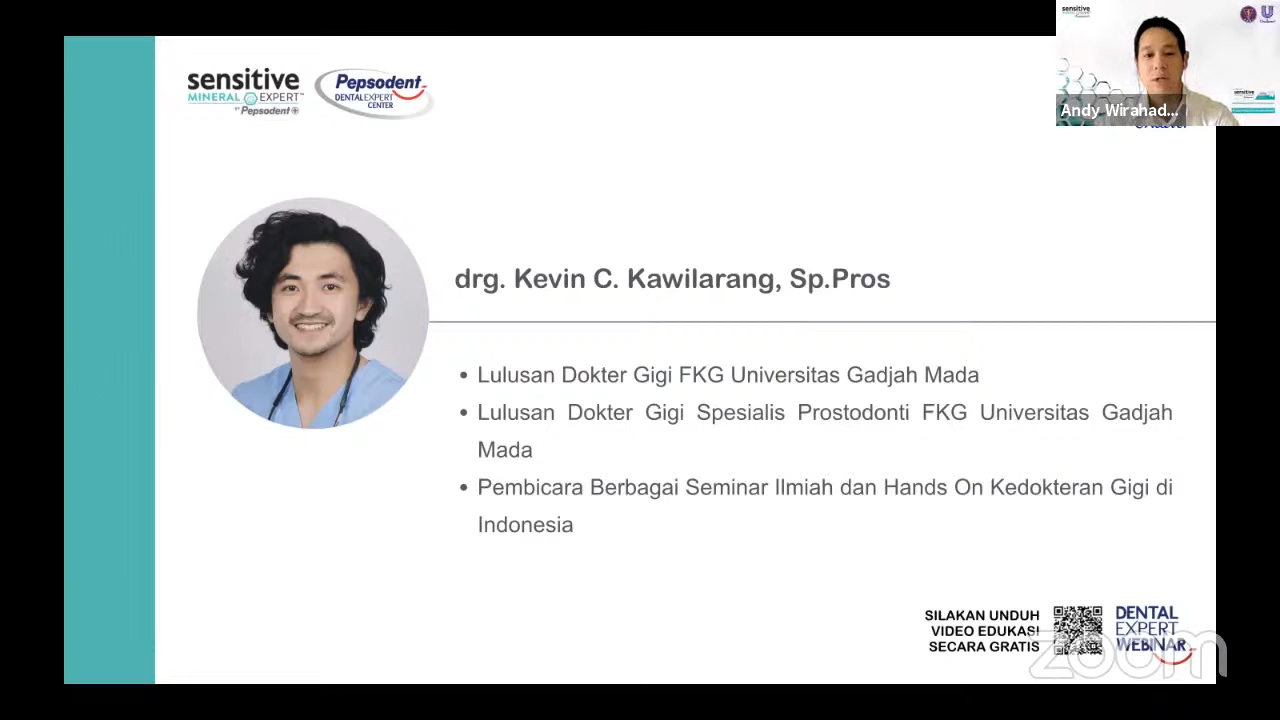 sensitive
MINERAL EXPERT™
BY Pepsodent
Pepsodent
DENTAL EXPERT
CENTER
sensitive
Andy Wirahad...
drg. Kevin C. Kawilarang, Sp.Pros
• Lulusan Dokter Gigi FKG Universitas Gadjah Mada
• Lulusan Dokter Gigi Spesialis Prostodonti FKG Universitas Gadjah
Mada
• Pembicara Berbagai Seminar Ilmiah dan Hands On Kedokteran Gigi di
Indonesia
SILAKAN UNDUH
VIDEO EDUKASI
SECARA GRATIS
DENTAL
EXPERT
WEBINAR
zoom